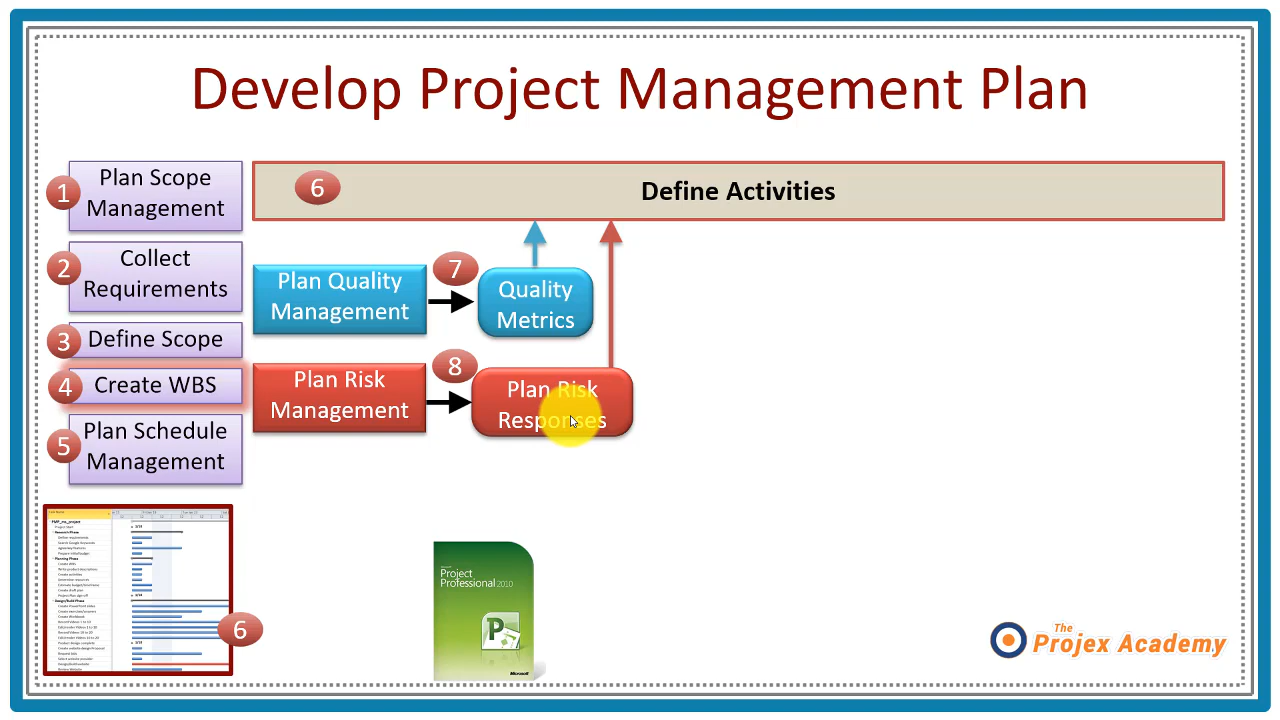 Develop Project Management Plan
1
Plan Scope
Management
6
Define Activities
2
Collect
Requirements
Plan Quality
Management
7
Quality
Metrics
3
Define Scope
4
Create WBS
Plan Risk
Management
8
Plan Risk
Responses
5
Plan Schedule
Management
6
Project
Professional 2010
P
Microsoft
The
Projex Academy